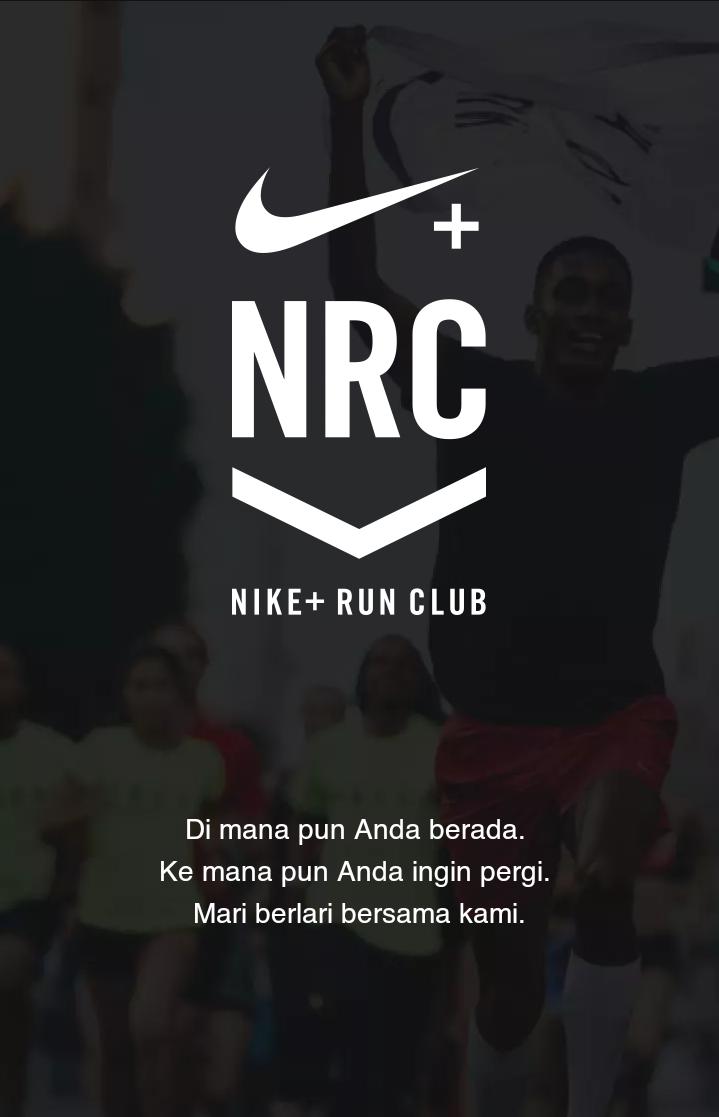 +
NRC
NIKE+ RUN CLUB
Di mana pun Anda berada.
Ke mana pun Anda ingin pergi.
Mari berlari bersama kami.